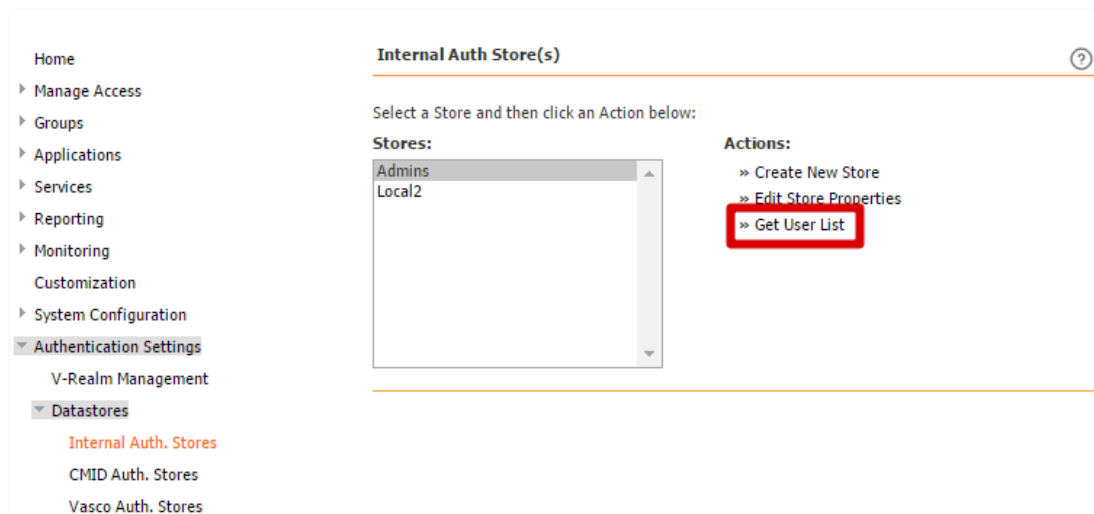 Home
Manage Access
Groups
Applications
Services
Reporting
Monitoring
Customization
System Configuration
Authentication Settings
V-Realm Management
Datastores
Internal Auth. Stores
CMID Auth. Stores
Vasco Auth. Stores
Internal Auth Store(s)
?
Select a Store and then click an Action below:
Stores:
Admins
Local2
Actions:
» Create New Store
» Edit Store Properties
» Get User List